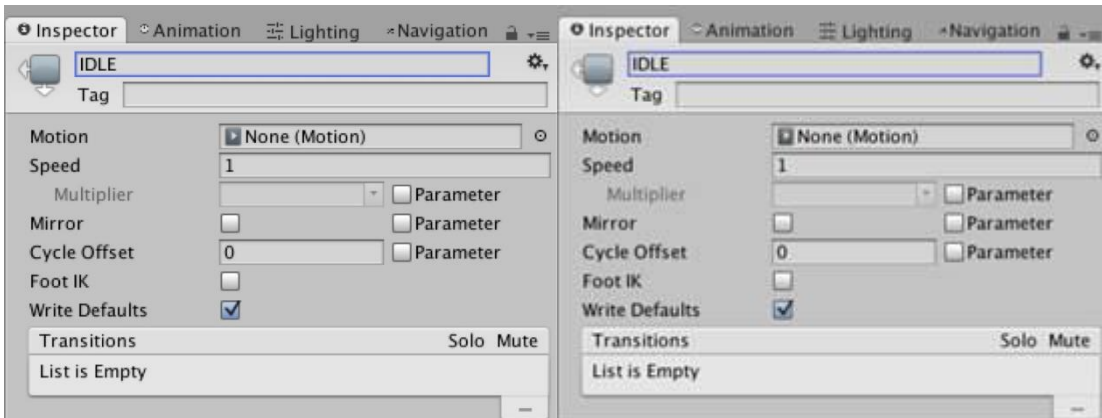 Inspector Animation Lighting Navigation
IDLE
Tag
Motion None (Motion)
Speed 1
Multiplier Parameter
Mirror Parameter
Cycle Offset 0 Parameter
Foot IK
Write Defaults
Transitions Solo Mute
List is Empty
Inspector Animation Lighting Navigation
IDLE
Tag
Motion None (Motion)
Speed 1
Multiplier Parameter
Mirror Parameter
Cycle Offset 0 Parameter
Foot IK
Write Defaults
Transitions Solo Mute
List is Empty